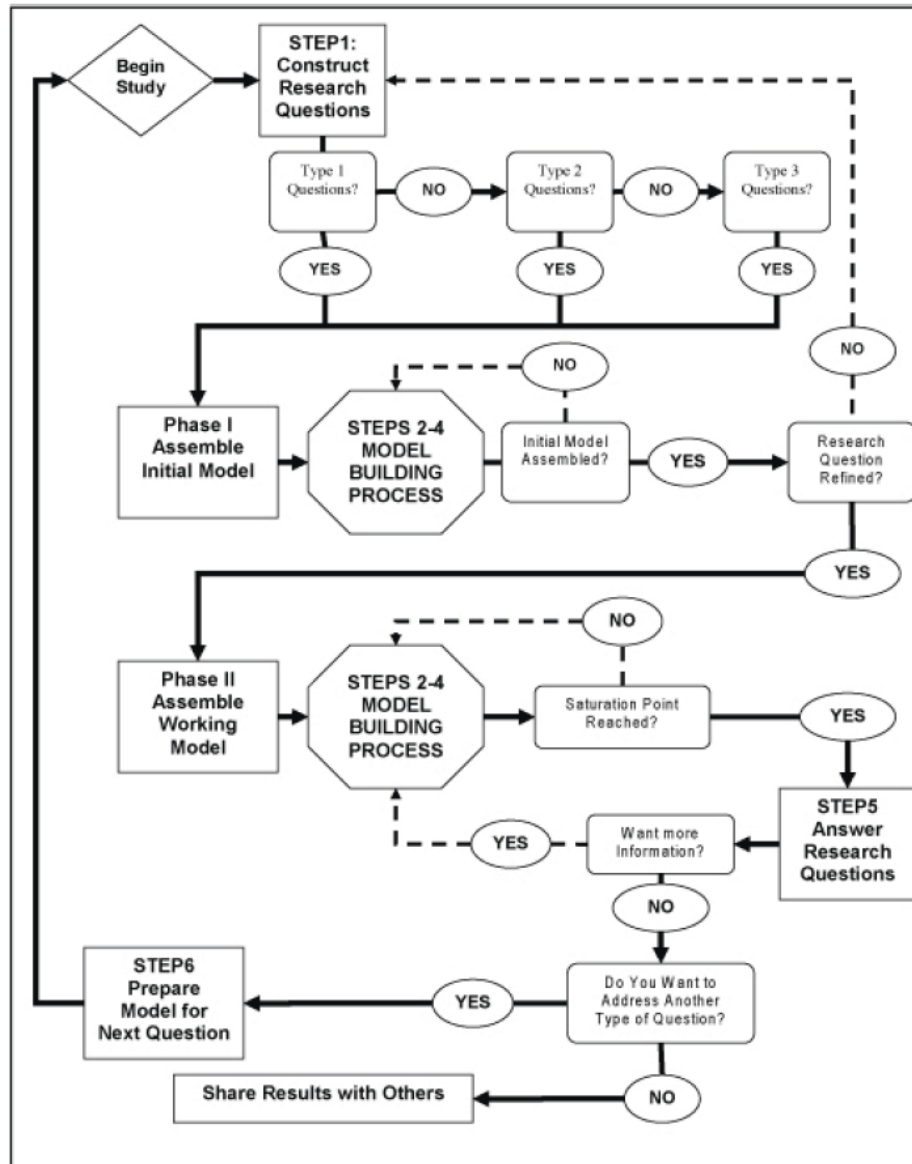 Begin
Study
STEP1:
Construct
Research
Questions
Type 1
Questions?
NO
Type 2
Questions?
NO
Type 3
Questions?
YES
YES
YES
NO
NO
Phase I
Assemble
Initial Model
STEPS 2-4
MODEL
BUILDING
PROCESS
Initial Model
Assembled?
YES
Research
Question
Refined?
YES
NO
Phase II
Assemble
Working
Model
STEPS 2-4
MODEL
BUILDING
PROCESS
Saturation Point
Reached?
YES
STEP5
Answer
Research
Questions
Want more
Information?
YES
NO
STEP6
Prepare
Model for
Next Question
YES
Do You Want to
Address Another
Type of Question?
Share Results with Others
NO